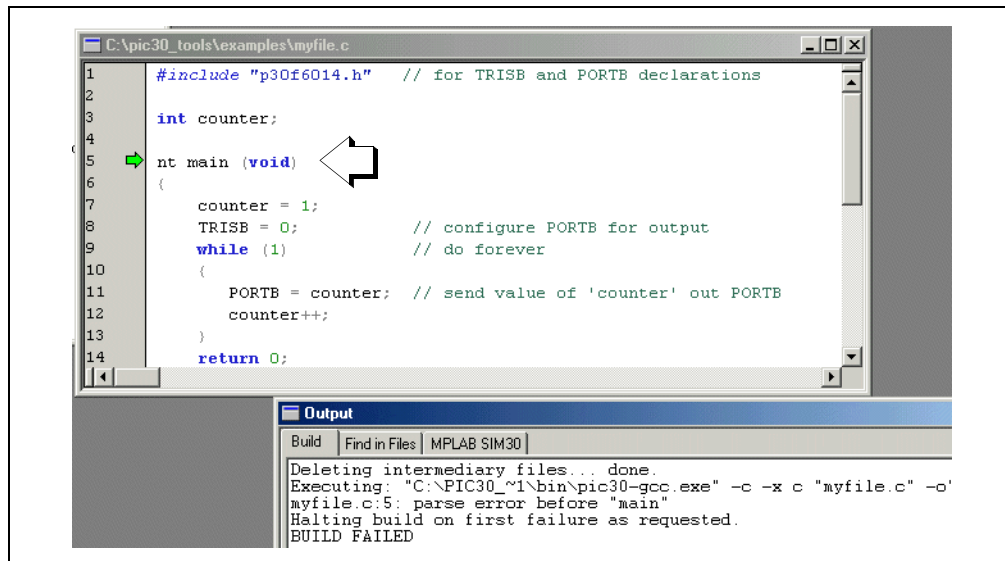 C:\pic30_tools\examples\myfile.c
1 #include "p30f6014.h" // for TRISB and PORTB declarations
2
3 int counter;
4
5 nt main (void)
6 {
7 counter = 1;
8 TRISB = 0; // configure PORTB for output
9 while (1) // do forever
10 {
11 PORTB = counter; // send value of 'counter' out PORTB
12 counter++;
13 }
14 return 0;
Output
Build Find in Files MPLAB SIM30
Deleting intermediary files... done.
Executing: "C:\PIC30_~1\bin\pic30-gcc.exe" -c -x c "myfile.c" -o'
myfile.c:5: parse error before "main"
Halting build on first failure as requested.
BUILD FAILED